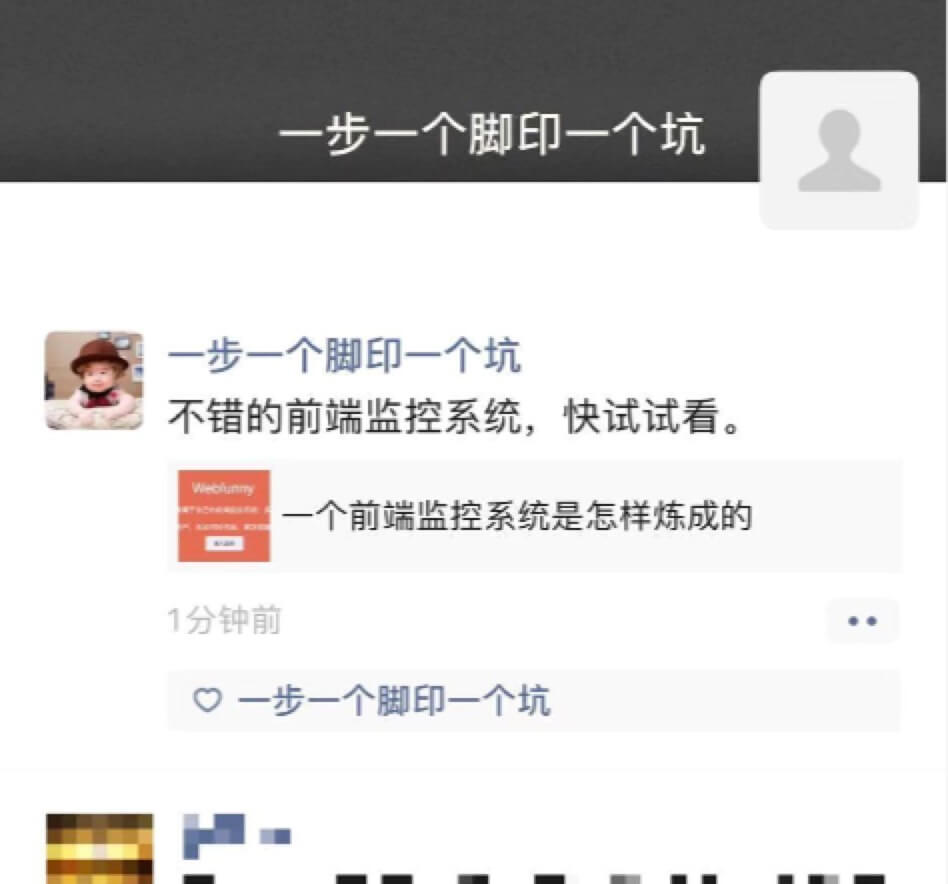 一步一个脚印一个坑
一步一个脚印一个坑
不错的前端监控系统，快试试看。
Webfunny
一个前端监控系统是怎样炼成的
1分钟前
一步一个脚印一个坑